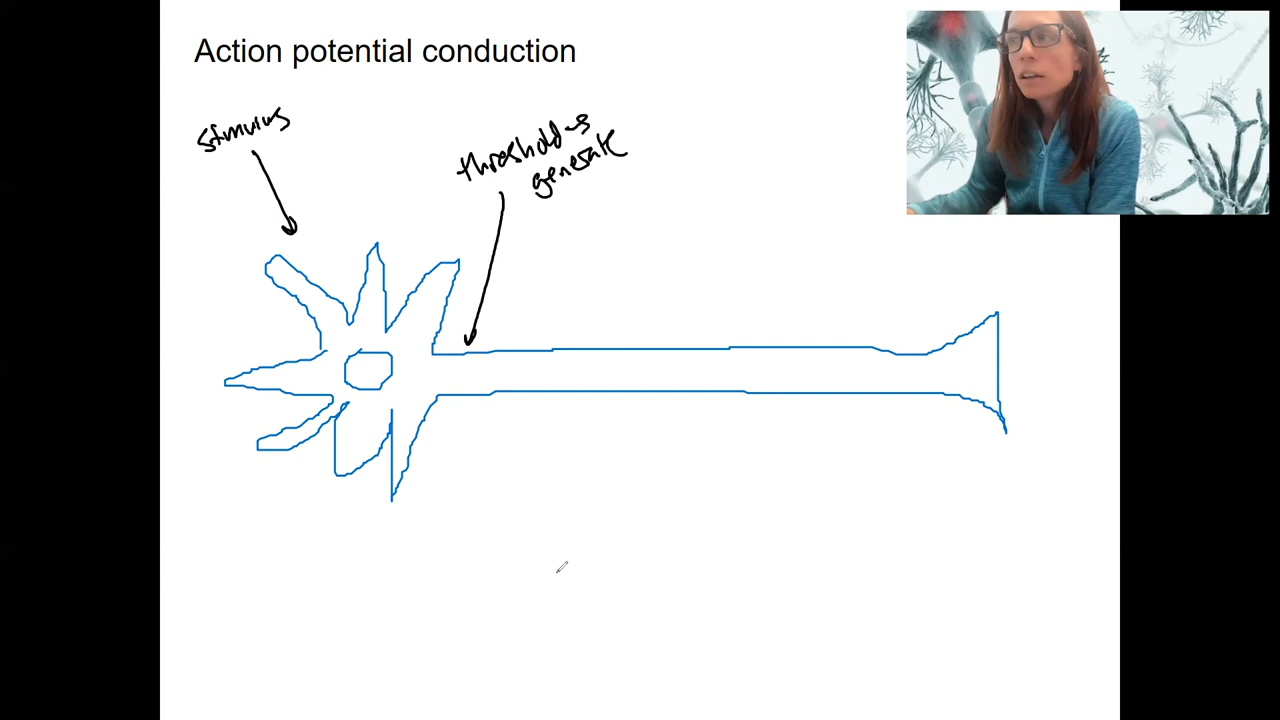 Action potential conduction
stimulus
threshold →
generate